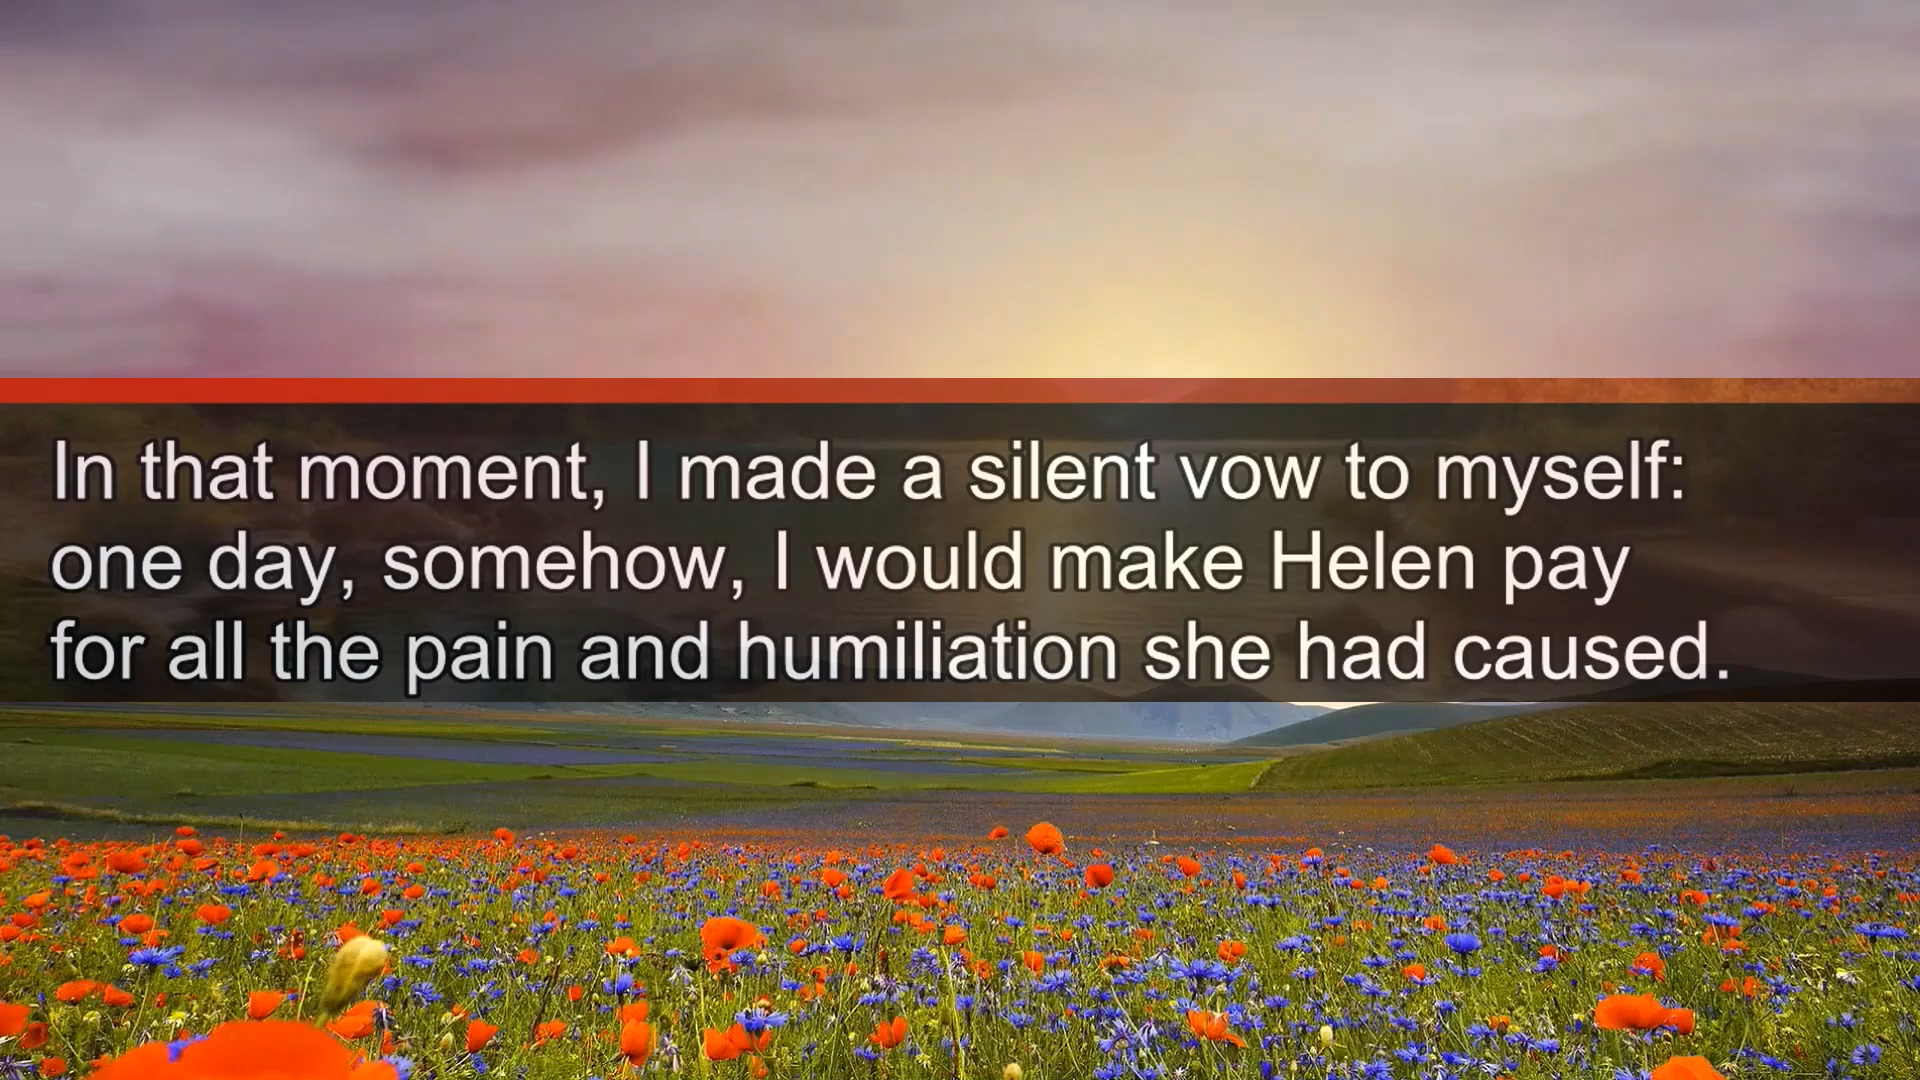 In that moment, I made a silent vow to myself:
one day, somehow, I would make Helen pay
for all the pain and humiliation she had caused.